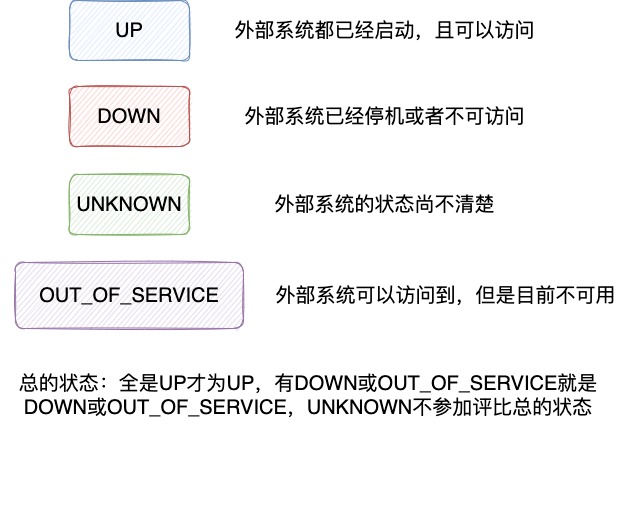 UP 外部系统都已经启动，且可以访问
DOWN 外部系统已经停机或者不可访问
UNKNOWN 外部系统的状态尚不清楚
OUT_OF_SERVICE 外部系统可以访问到，但是目前不可用
总的状态：全是UP才为UP，有DOWN或OUT_OF_SERVICE就是
DOWN或OUT_OF_SERVICE，UNKNOWN不参加评比总的状态